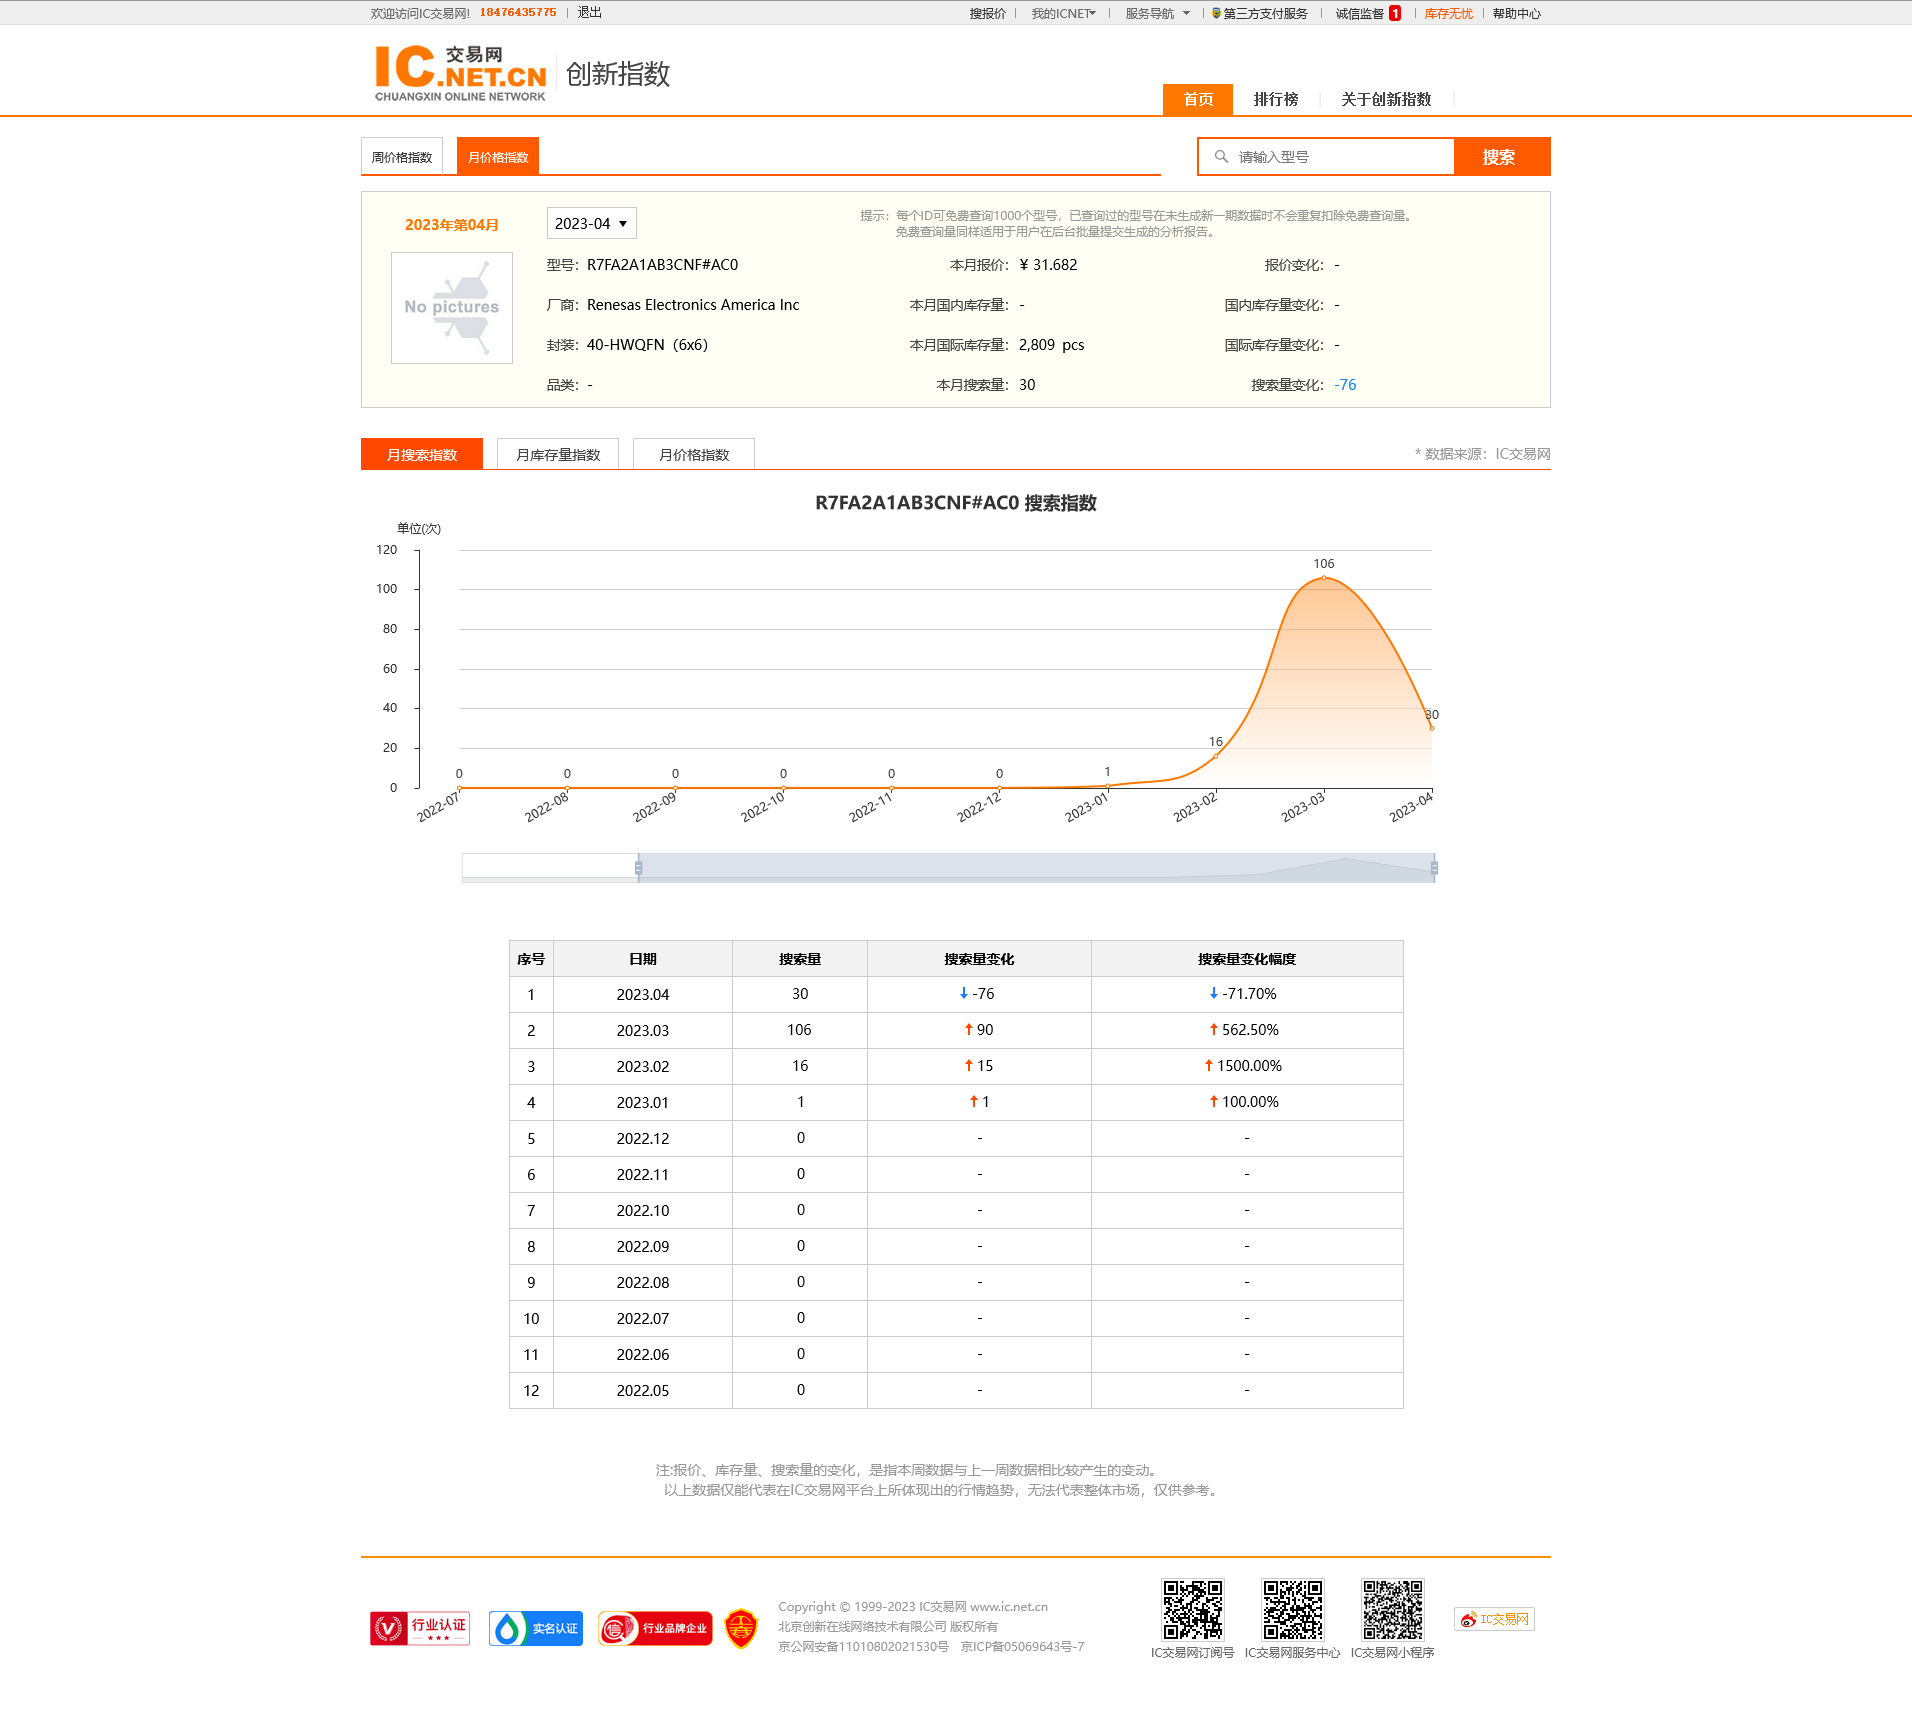 欢迎访问IC交易网! 18476435775 退出 搜报价 我的ICNET 服务导航 第三方支付服务 诚信监督 1 库存无忧 帮助中心
IC.NET.CN 交易网 CHUANGXIN ONLINE NETWORK 创新指数
首页 排行榜 关于创新指数
周价格指数 月价格指数 请输入型号 搜索
2023年第04月 2023-04 提示：每个ID可免费查询1000个型号，已查询过的型号在未生成新一期数据时不会重复扣除免费查询量。
免费查询量同样适用于用户在后台批量提交生成的分析报告。
No pictures
型号：R7FA2A1AB3CNF#AC0 本月报价：¥ 31.682 报价变化：-
厂商：Renesas Electronics America Inc 本月国内库存量：- 国内库存量变化：-
封装：40-HWQFN（6x6） 本月国际库存量：2,809 pcs 国际库存量变化：-
品类：- 本月搜索量：30 搜索量变化：-76
月搜索指数 月库存量指数 月价格指数 * 数据来源：IC交易网
R7FA2A1AB3CNF#AC0 搜索指数
单位(次)
120
100
80
60
40
20
0
0 0 0 0 0 0 1 16 106 30
2022-07 2022-08 2022-09 2022-10 2022-11 2022-12 2023-01 2023-02 2023-03 2023-04
序号 日期 搜索量 搜索量变化 搜索量变化幅度
1 2023.04 30 ↓ -76 ↓ -71.70%
2 2023.03 106 ↑ 90 ↑ 562.50%
3 2023.02 16 ↑ 15 ↑ 1500.00%
4 2023.01 1 ↑ 1 ↑ 100.00%
5 2022.12 0 - -
6 2022.11 0 - -
7 2022.10 0 - -
8 2022.09 0 - -
9 2022.08 0 - -
10 2022.07 0 - -
11 2022.06 0 - -
12 2022.05 0 - -
注:报价、库存量、搜索量的变化，是指本周数据与上一周数据相比较产生的变动。
以上数据仅能代表在IC交易网平台上所体现出的行情趋势，无法代表整体市场，仅供参考。
行业认证 实名认证 行业品牌企业
Copyright © 1999-2023 IC交易网 www.ic.net.cn
北京创新在线网络技术有限公司 版权所有
京公网安备11010802021530号 京ICP备05069643号-7
IC交易网订阅号 IC交易网服务中心 IC交易网小程序
IC交易网